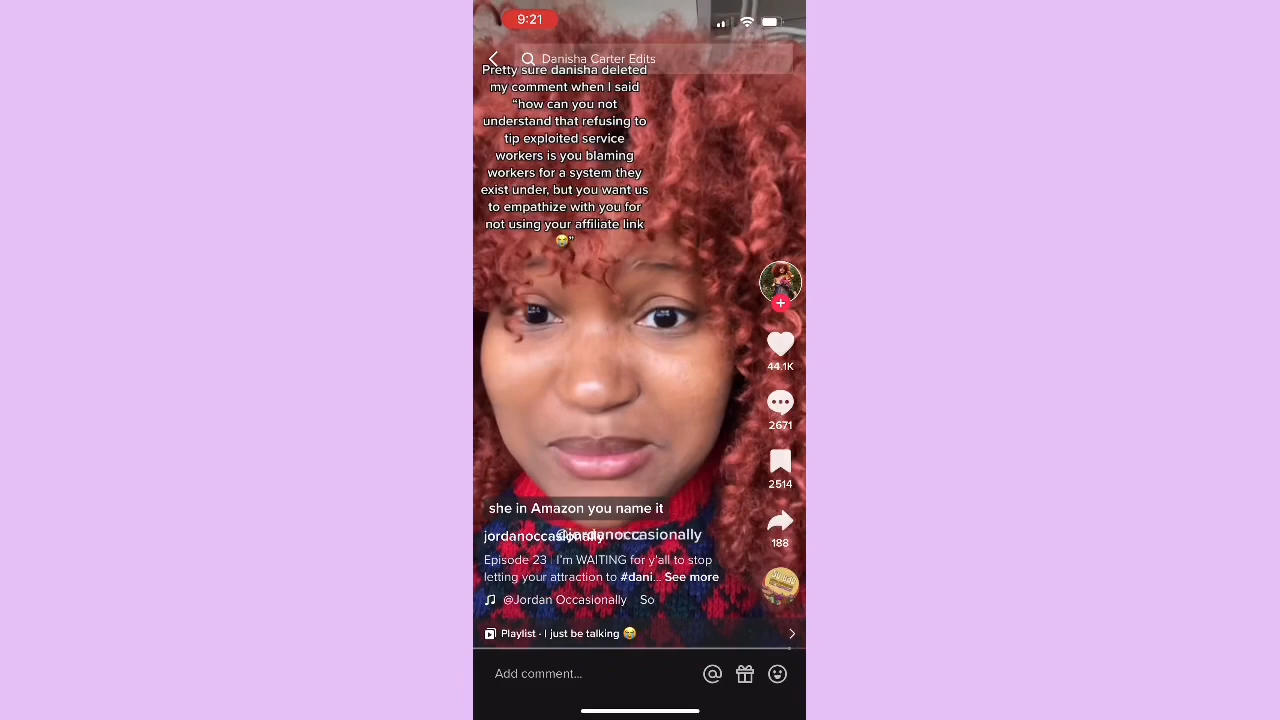 9:21
Danisha Carter Edits
Pretty sure danisha deleted
my comment when I said
“how can you not
understand that refusing to
tip exploited service
workers is you blaming
workers for a system they
exist under, but you want us
to empathize with you for
not using your affiliate link
😭”
44.1K
2671
2514
188
she in Amazon you name it
@jordanoccasionally
jordanoccasionally
Episode 23 | I’m WAITING for y’all to stop
letting your attraction to #dani... See more
@Jordan Occasionally So
Playlist · I just be talking 😭
Add comment...